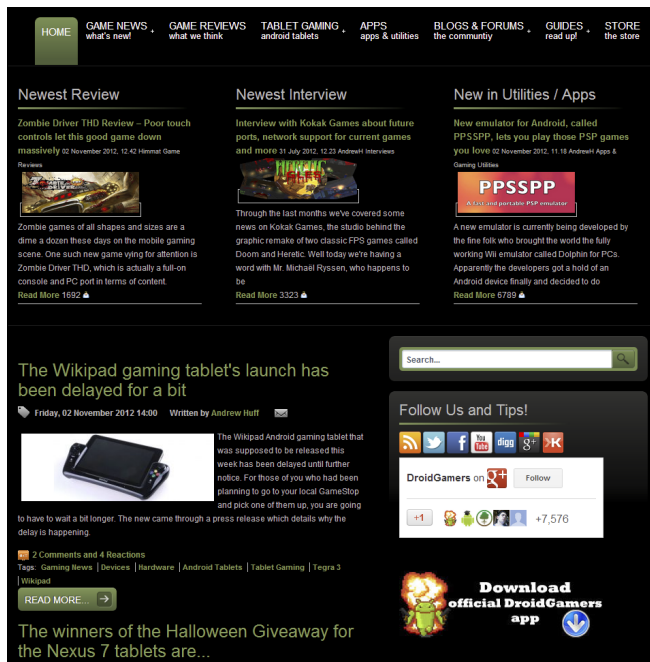 HOME
GAME NEWS +
what's new!
GAME REVIEWS
what we think
TABLET GAMING +
android tablets
APPS
apps & utilities
BLOGS & FORUMS +
the communtiy
GUIDES +
read up!
STORE
the store
Newest Review
Zombie Driver THD Review – Poor touch
controls let this good game down
massively 02 November 2012, 12.42 Himmat Game
Reviews
ZOMBIE DRIVER
Zombie games of all shapes and sizes are a
dime a dozen these days on the mobile gaming
scene. One such new game vying for attention is
Zombie Driver THD, which is actually a full-on
console and PC port in terms of content.
Read More 1692
Newest Interview
Interview with Kokak Games about future
ports, network support for current games
and more 31 July 2012, 12.23 AndrewH Interviews
HERETIC
Through the last months we've covered some
news on Kokak Games, the studio behind the
graphic remake of two classic FPS games called
Doom and Heretic. Well today we're having a
word with Mr. Michaël Ryssen, who happens to
be
Read More 3323
New in Utilities / Apps
New emulator for Android, called
PPSSPP, lets you play those PSP games
you love 02 November 2012, 11.18 AndrewH Apps &
Gaming Utilities
PPSSPP
A fast and portable PSP emulator
A new emulator is currently being developed by
the fine folk who brought the world the fully
working Wii emulator called Dolphin for PCs.
Apparently the developers got a hold of an
Android device finally and decided to do
Read More 6789
The Wikipad gaming tablet's launch has
been delayed for a bit
Friday, 02 November 2012 14:00 Written by Andrew Huff
The Wikipad Android gaming tablet that
was supposed to be released this
week has been delayed until further
notice. For those of you who had been
planning to go to your local GameStop
and pick one of them up, you are going
to have to wait a bit longer. The new came through a press release which details why the
delay is happening.
2 Comments and 4 Reactions
Tags: Gaming News | Devices | Hardware | Android Tablets | Tablet Gaming | Tegra 3
| Wikipad
READ MORE...
The winners of the Halloween Giveaway for
the Nexus 7 tablets are...
Search...
Follow Us and Tips!
You
Tube
digg
g+
K
DroidGamers on g+ Follow
+1 +7,576
Download
official DroidGamers
app